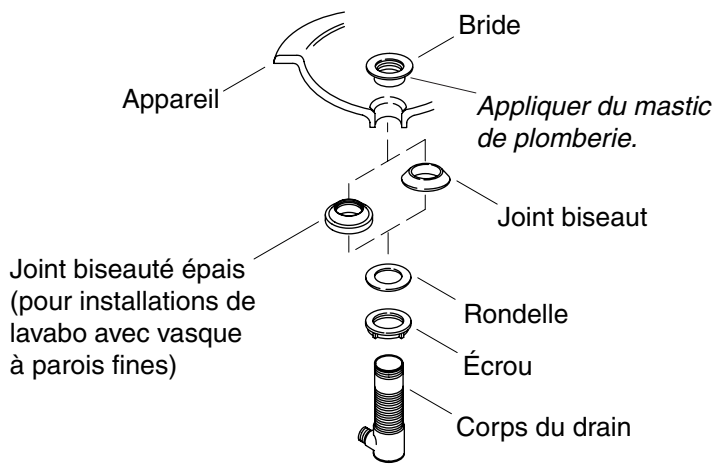 Bride
Appareil
Appliquer du mastic
de plomberie.
Joint biseaut
Joint biseauté épais
(pour installations de
lavabo avec vasque
à parois fines)
Rondelle
Écrou
Corps du drain